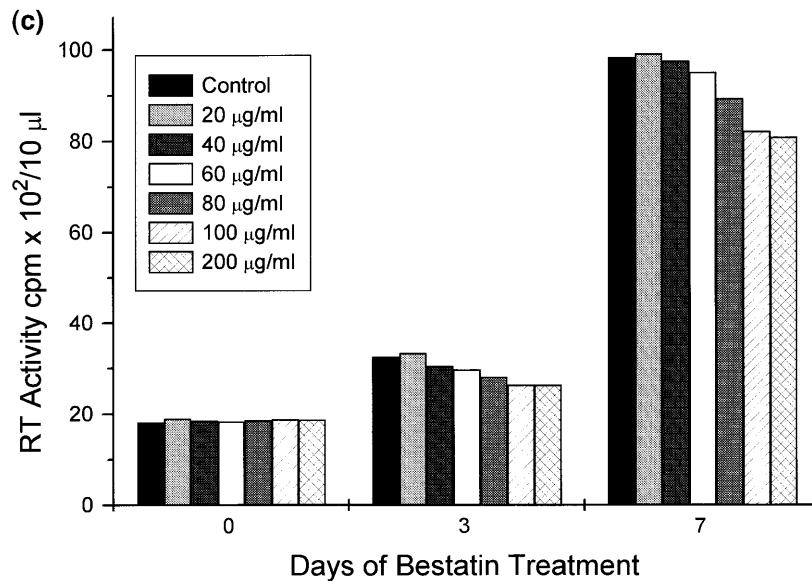 (c)
RT Activity cpm x 10²/10 µl
100
80
60
40
20
0
Control
20 µg/ml
40 µg/ml
60 µg/ml
80 µg/ml
100 µg/ml
200 µg/ml
0
3
7
Days of Bestatin Treatment